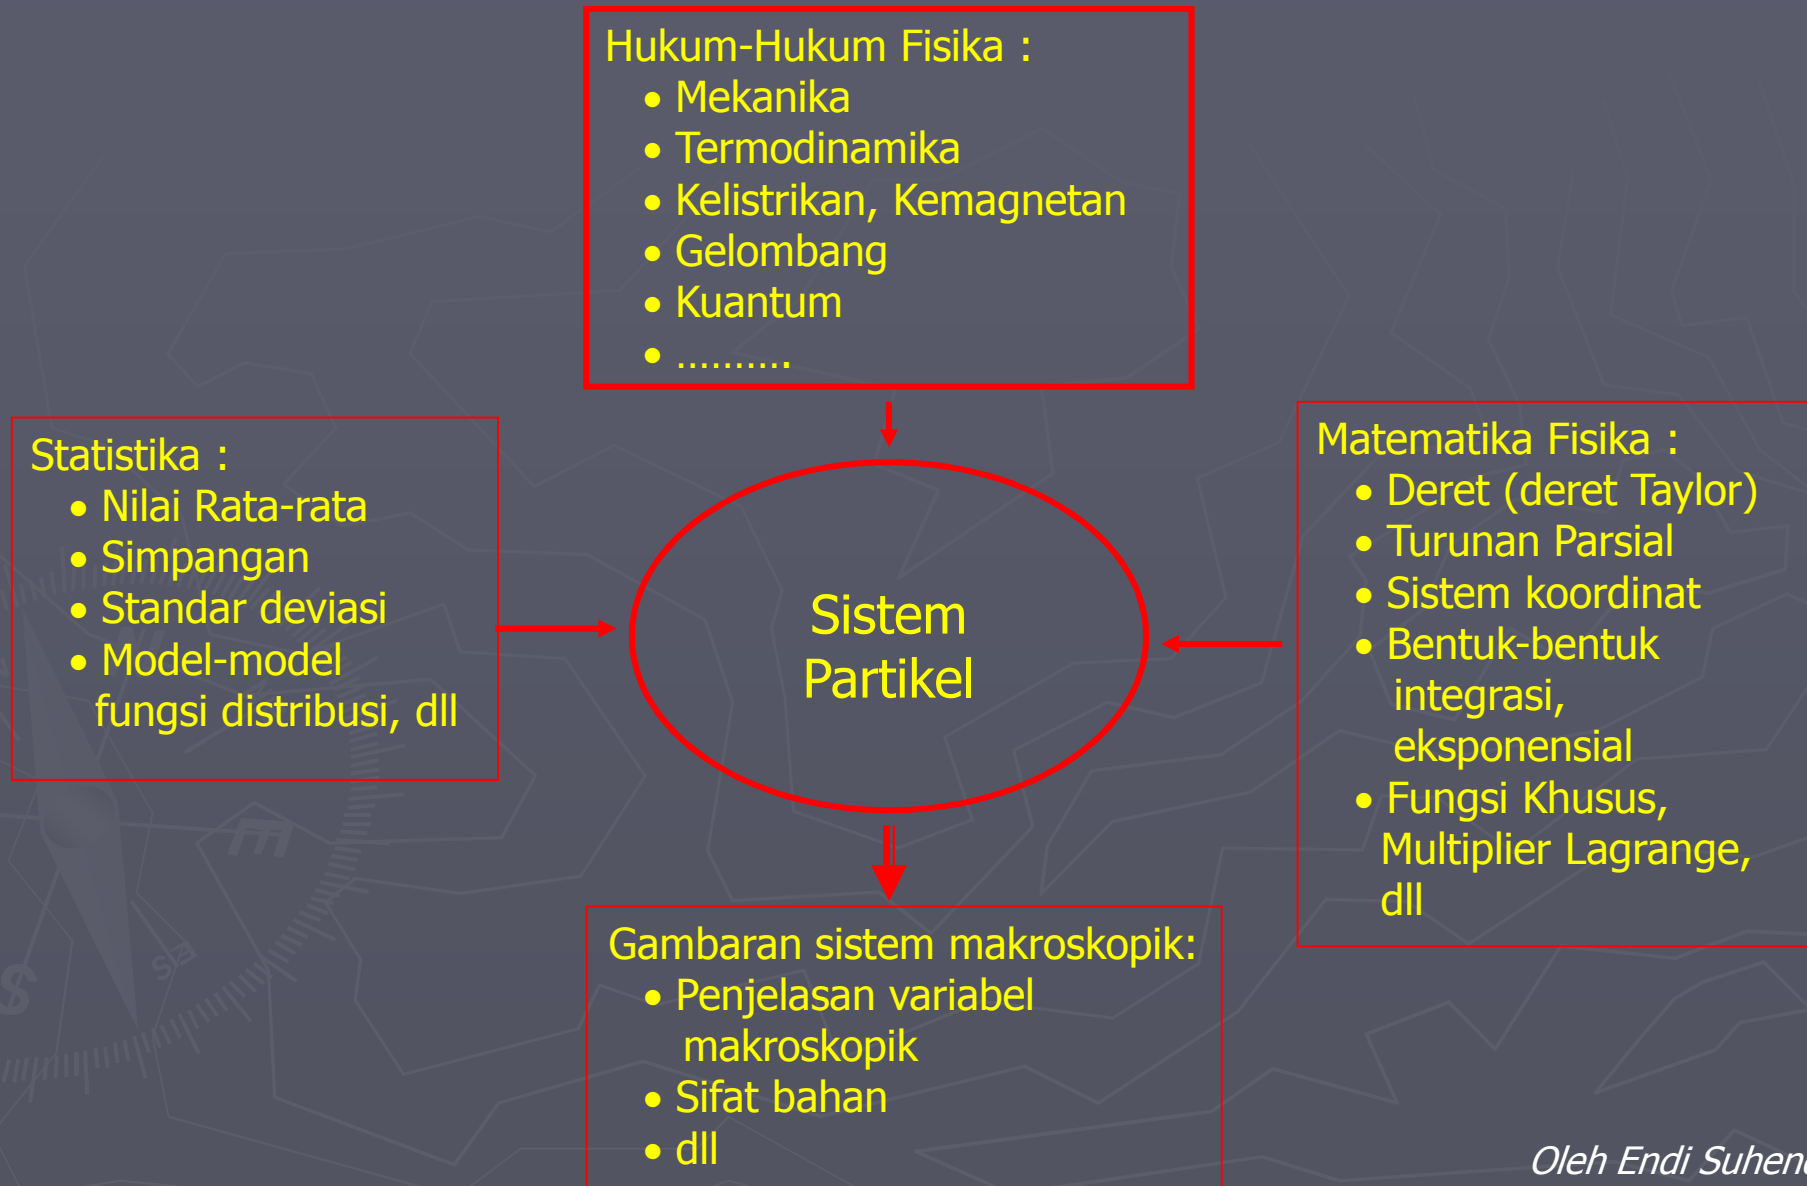 Hukum-Hukum Fisika :
• Mekanika
• Termodinamika
• Kelistrikan, Kemagnetan
• Gelombang
• Kuantum
• ……….
Statistika :
• Nilai Rata-rata
• Simpangan
• Standar deviasi
• Model-model
fungsi distribusi, dll
Sistem
Partikel
Matematika Fisika :
• Deret (deret Taylor)
• Turunan Parsial
• Sistem koordinat
• Bentuk-bentuk
integrasi,
eksponensial
• Fungsi Khusus,
Multiplier Lagrange,
dll
Gambaran sistem makroskopik:
• Penjelasan variabel
makroskopik
• Sifat bahan
• dll
Oleh Endi